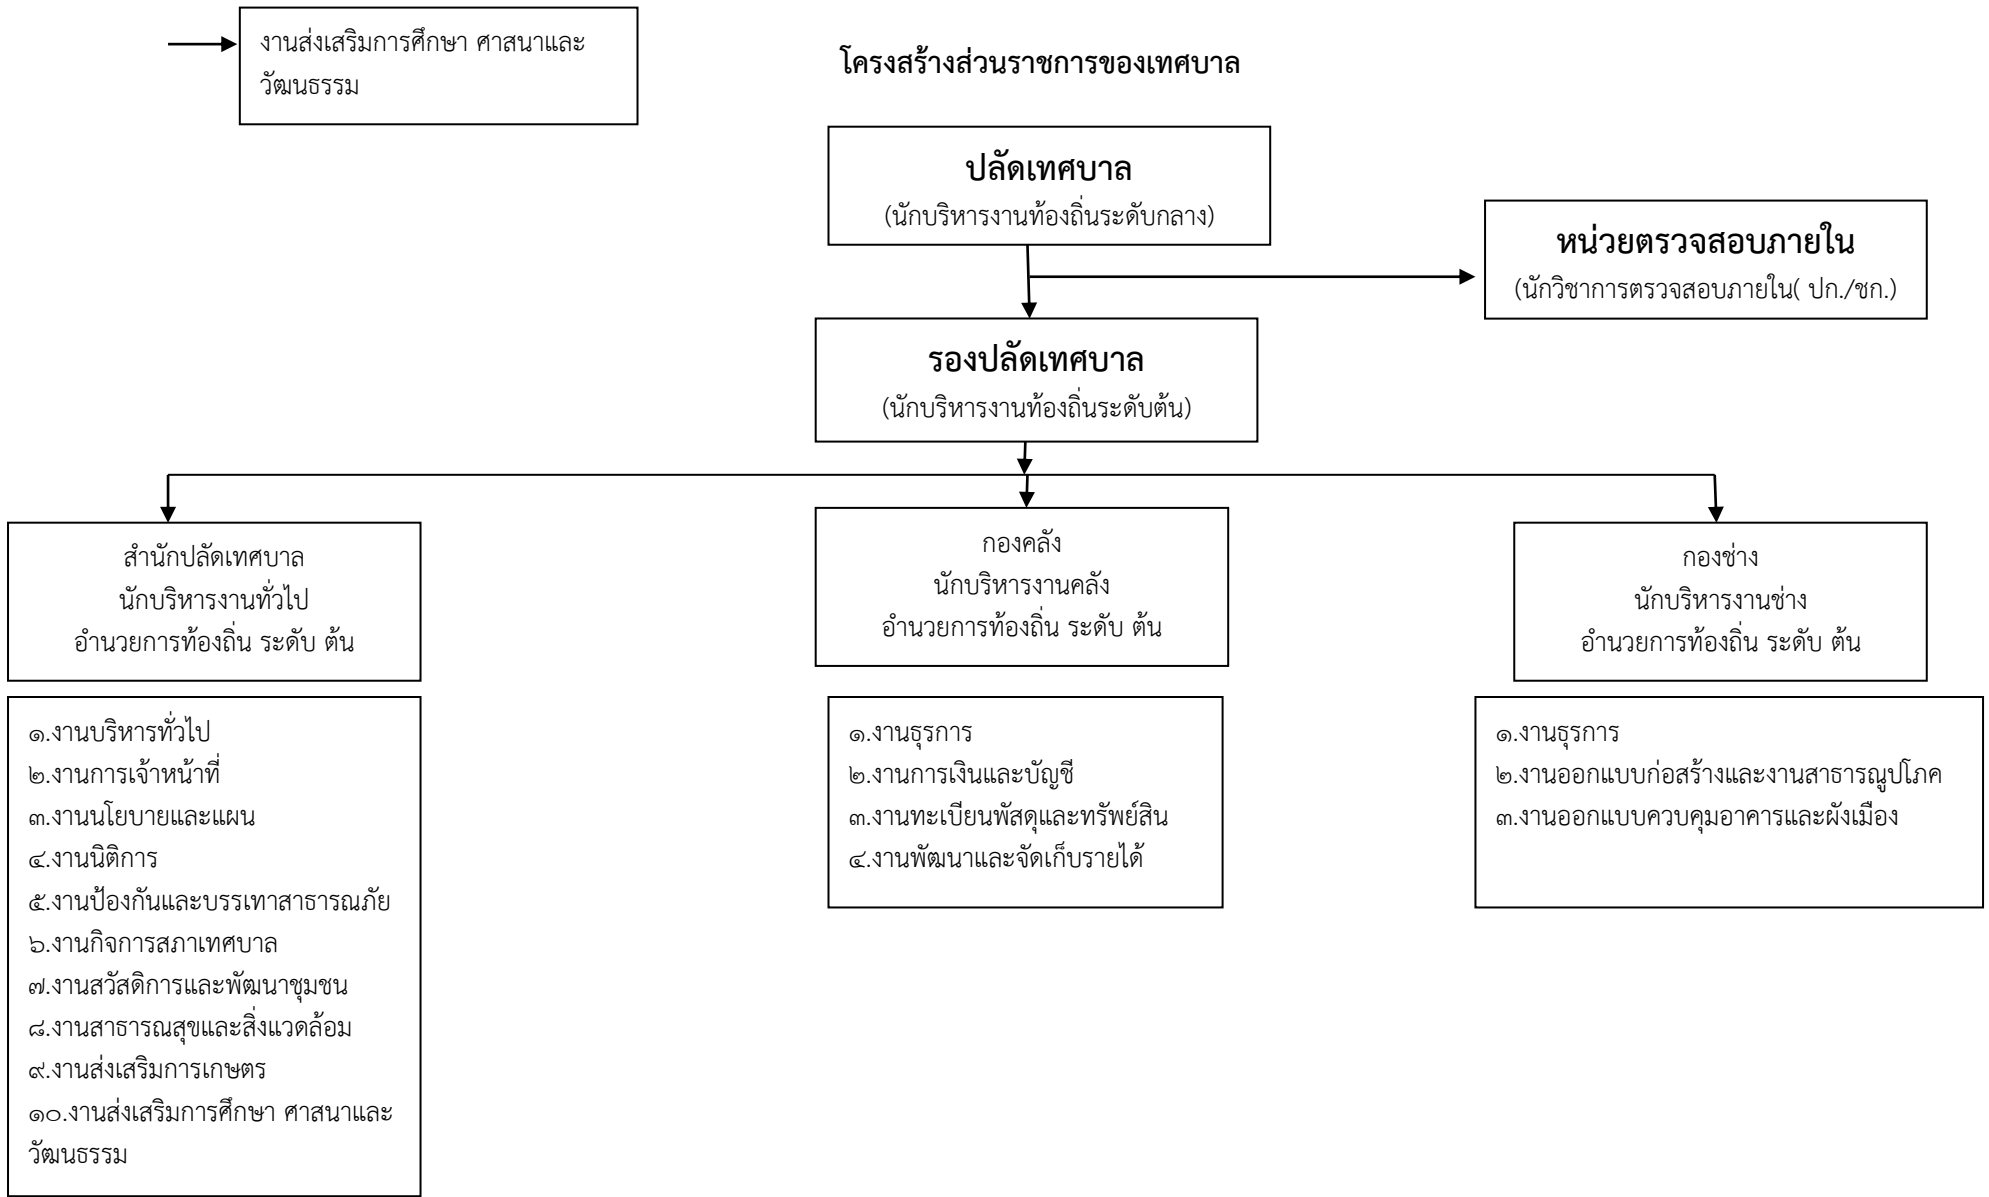 งานส่งเสริมการศึกษา ศาสนาและ
วัฒนธรรม
โครงสร้างส่วนราชการของเทศบาล
ปลัดเทศบาล
(นักบริหารงานท้องถิ่นระดับกลาง)
หน่วยตรวจสอบภายใน
(นักวิชาการตรวจสอบภายใน( ปก./ชก.)
รองปลัดเทศบาล
(นักบริหารงานท้องถิ่นระดับต้น)
สำนักปลัดเทศบาล
นักบริหารงานทั่วไป
อำนวยการท้องถิ่น ระดับ ต้น
กองคลัง
นักบริหารงานคลัง
อำนวยการท้องถิ่น ระดับ ต้น
กองช่าง
นักบริหารงานช่าง
อำนวยการท้องถิ่น ระดับ ต้น
๑.งานบริหารทั่วไป
๒.งานการเจ้าหน้าที่
๓.งานนโยบายและแผน
๔.งานนิติการ
๕.งานป้องกันและบรรเทาสาธารณภัย
๖.งานกิจการสภาเทศบาล
๗.งานสวัสดิการและพัฒนาชุมชน
๘.งานสาธารณสุขและสิ่งแวดล้อม
๙.งานส่งเสริมการเกษตร
๑๐.งานส่งเสริมการศึกษา ศาสนาและ
วัฒนธรรม
๑.งานธุรการ
๒.งานการเงินและบัญชี
๓.งานทะเบียนพัสดุและทรัพย์สิน
๔.งานพัฒนาและจัดเก็บรายได้
๑.งานธุรการ
๒.งานออกแบบก่อสร้างและงานสาธารณูปโภค
๓.งานออกแบบควบคุมอาคารและผังเมือง